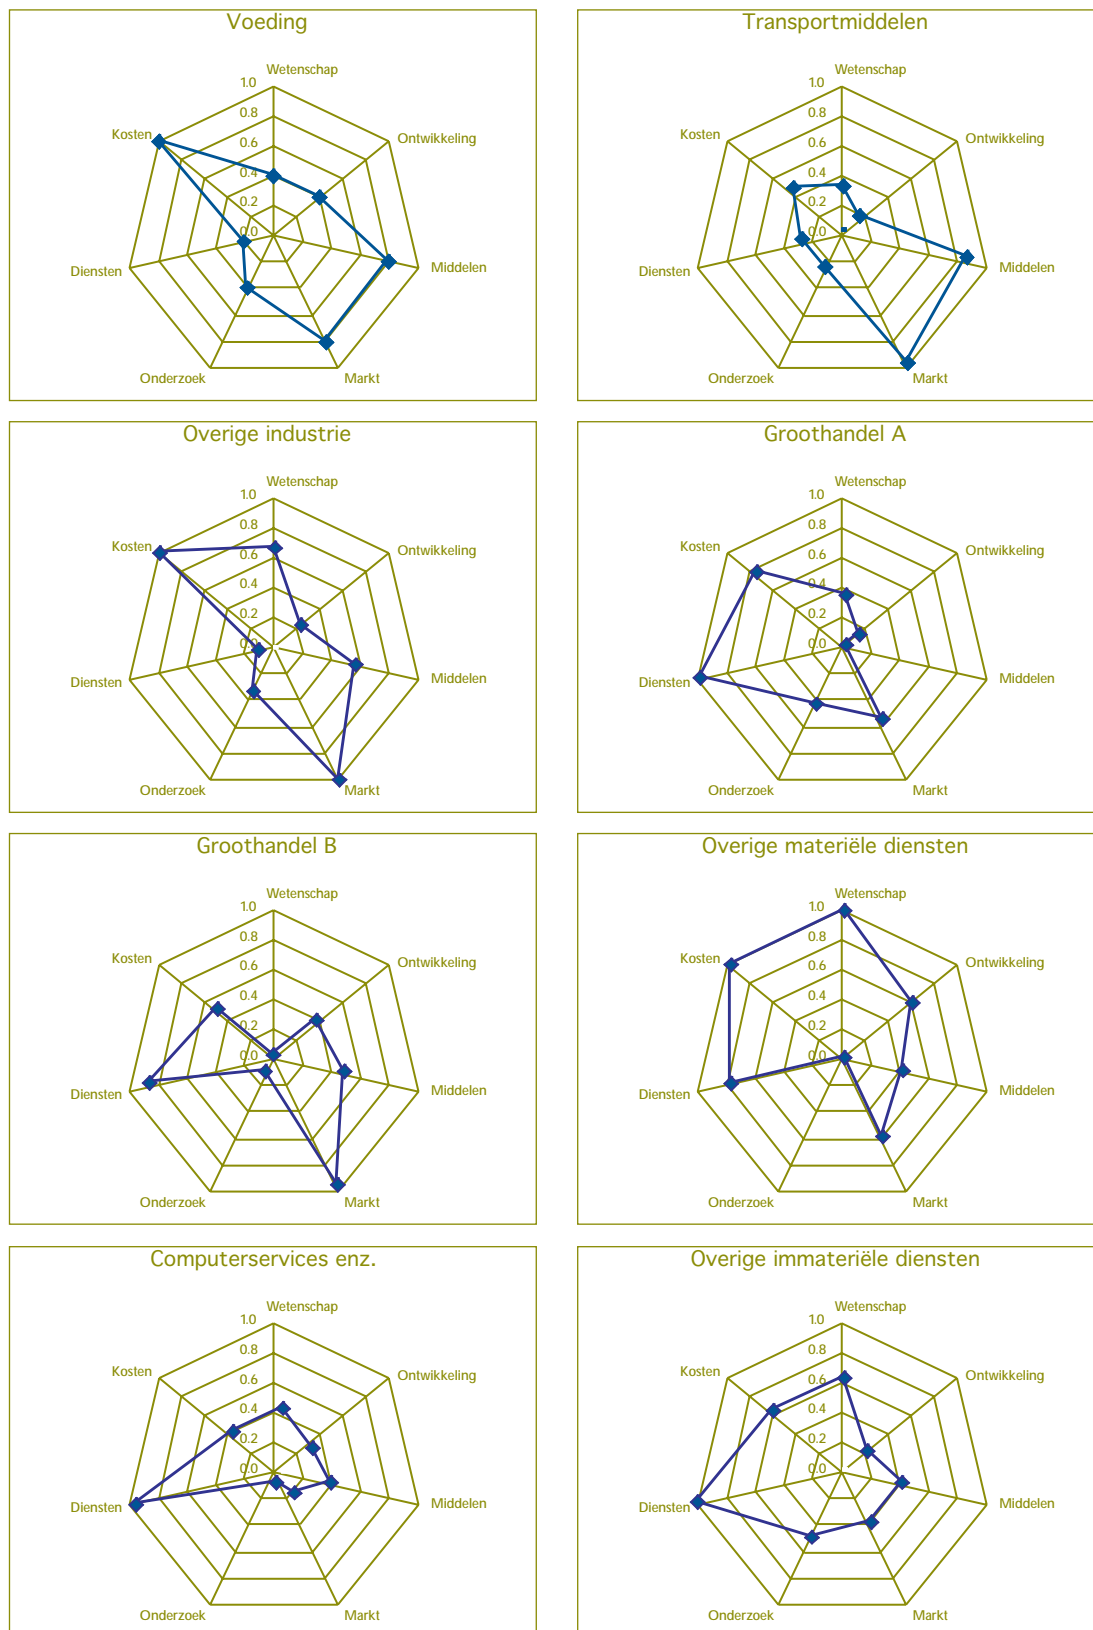 Voeding
Wetenschap
1.0
0.8
0.6
0.4
0.2
0.0
Ontwikkeling
Middelen
Markt
Onderzoek
Diensten
Kosten
Transportmiddelen
Wetenschap
1.0
0.8
0.6
0.4
0.2
0.0
Ontwikkeling
Middelen
Markt
Onderzoek
Diensten
Kosten
Overige industrie
Wetenschap
1.0
0.8
0.6
0.4
0.2
0.0
Ontwikkeling
Middelen
Markt
Onderzoek
Diensten
Kosten
Groothandel A
Wetenschap
1.0
0.8
0.6
0.4
0.2
0.0
Ontwikkeling
Middelen
Markt
Onderzoek
Diensten
Kosten
Groothandel B
Wetenschap
1.0
0.8
0.6
0.4
0.2
0.0
Ontwikkeling
Middelen
Markt
Onderzoek
Diensten
Kosten
Overige materiële diensten
Wetenschap
1.0
0.8
0.6
0.4
0.2
0.0
Ontwikkeling
Middelen
Markt
Onderzoek
Diensten
Kosten
Computerservices enz.
Wetenschap
1.0
0.8
0.6
0.4
0.2
0.0
Ontwikkeling
Middelen
Markt
Onderzoek
Diensten
Kosten
Overige immateriële diensten
Wetenschap
1.0
0.8
0.6
0.4
0.2
0.0
Ontwikkeling
Middelen
Markt
Onderzoek
Diensten
Kosten